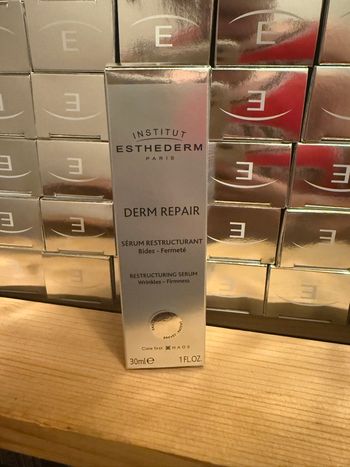 INSTITUT
ESTHEDERM
PARIS
DERM REPAIR
SÉRUM RESTRUCTURANT
Rides - Fermeté
RESTRUCTURING SERUM
Wrinkles - Firmness
30ml e
1 FL.OZ.